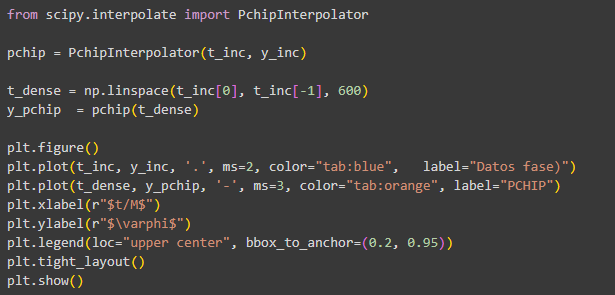 from scipy.interpolate import PchipInterpolator

pchip = PchipInterpolator(t_inc, y_inc)

t_dense = np.linspace(t_inc[0], t_inc[-1], 600)
y_pchip  = pchip(t_dense)

plt.figure()
plt.plot(t_inc, y_inc, '.', ms=2, color="tab:blue",   label="Datos fase)")
plt.plot(t_dense, y_pchip, '-', ms=3, color="tab:orange", label="PCHIP")
plt.xlabel(r"$t/M$")
plt.ylabel(r"$\varphi$")
plt.legend(loc="upper center", bbox_to_anchor=(0.2, 0.95))
plt.tight_layout()
plt.show()